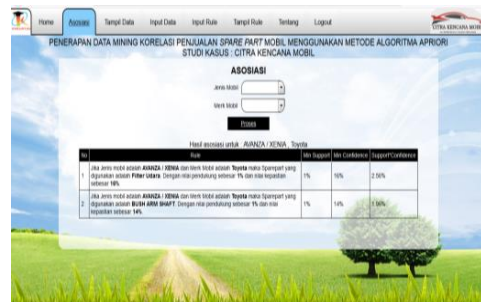 Home Asosiasi Tampil Data Input Data Input Rule Tampil Rule Tentang Logout
CITRA KENCANA MOBIL
PENERAPAN DATA MINING KORELASI PENJUALAN SPARE PART MOBIL MENGGUNAKAN METODE ALGORITMA APRIORI
STUDI KASUS : CITRA KENCANA MOBIL
ASOSIASI
Jenis Mobil
Merk Mobil
Proses
Hasil asosiasi untuk : AVANZA / XENIA , Toyota
No Rule Min Support Min Confidence Support*Confidence
1 Jika Jenis mobil adalah AVANZA / XENIA dan Merk Mobil adalah Toyota maka Sparepart yang
digunakan adalah Filter Udara. Dengan nilai pendukung sebesar 1% dan nilai kepastian
sebesar 16%
1% 16%
2 Jika Jenis mobil adalah AVANZA / XENIA dan Merk Mobil adalah Toyota maka Sparepart yang
digunakan adalah BUSH ARM SHAFT. Dengan nilai pendukung sebesar 1% dan nilai
kepastian sebesar 14%
1% 14%